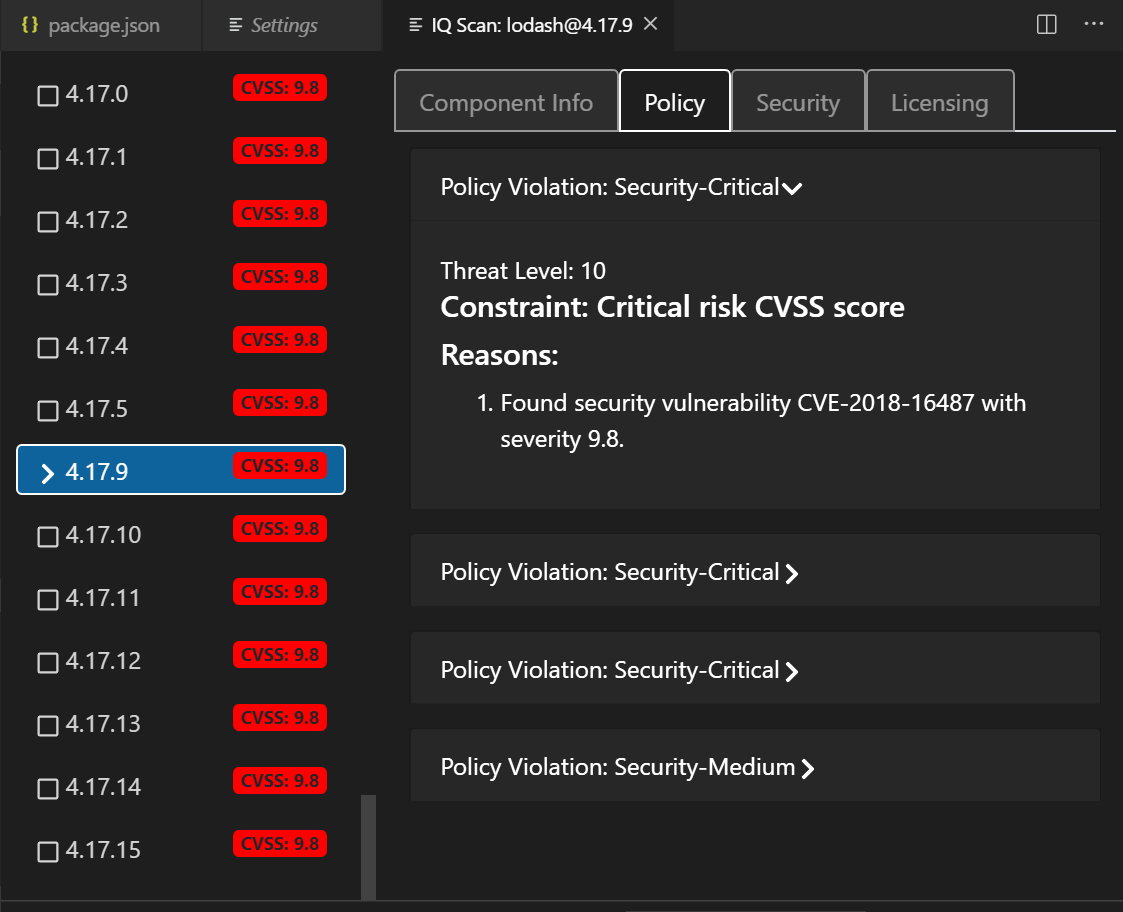 {} package.json
Settings
IQ Scan: lodash@4.17.9
4.17.0 CVSS: 9.8
4.17.1 CVSS: 9.8
4.17.2 CVSS: 9.8
4.17.3 CVSS: 9.8
4.17.4 CVSS: 9.8
4.17.5 CVSS: 9.8
4.17.9 CVSS: 9.8
4.17.10 CVSS: 9.8
4.17.11 CVSS: 9.8
4.17.12 CVSS: 9.8
4.17.13 CVSS: 9.8
4.17.14 CVSS: 9.8
4.17.15 CVSS: 9.8
Component Info
Policy
Security
Licensing
Policy Violation: Security-Critical
Threat Level: 10
Constraint: Critical risk CVSS score
Reasons:
1. Found security vulnerability CVE-2018-16487 with
severity 9.8.
Policy Violation: Security-Critical
Policy Violation: Security-Critical
Policy Violation: Security-Medium